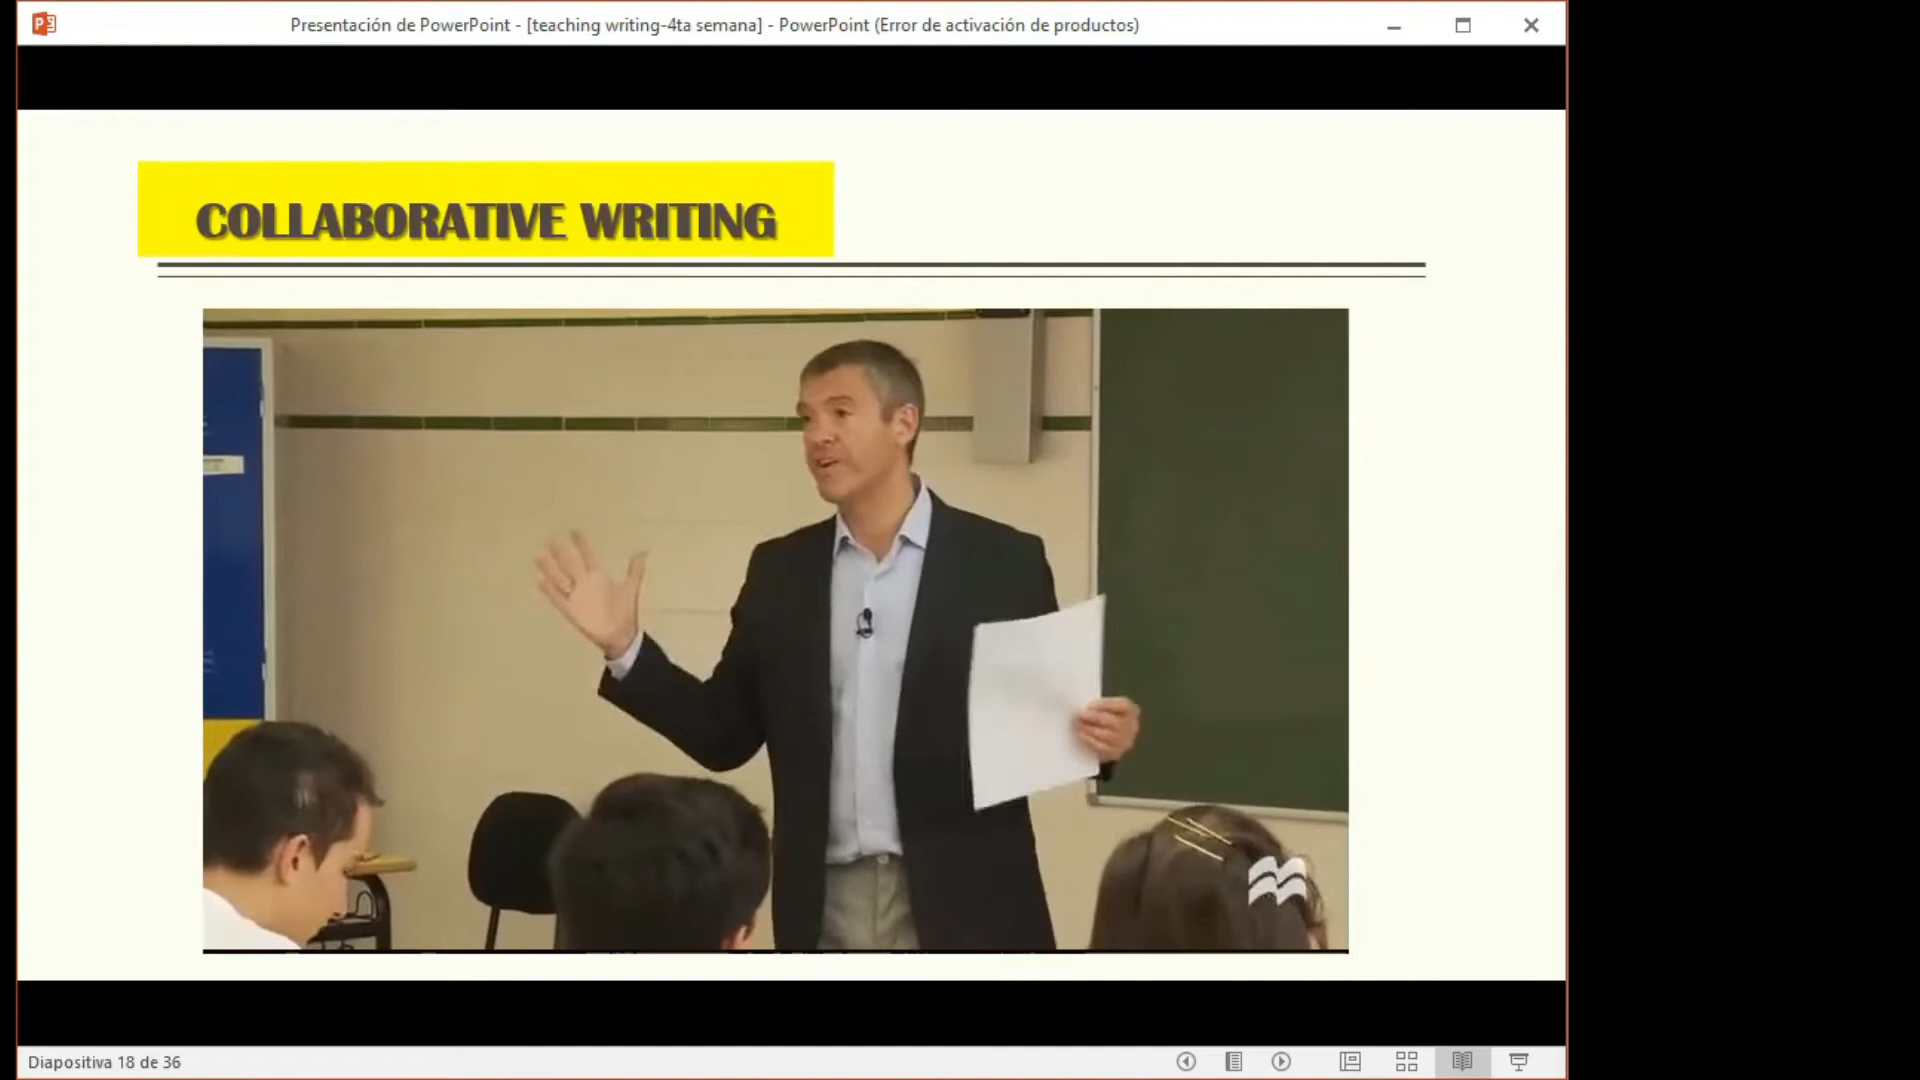 Presentación de PowerPoint - [teaching writing-4ta semana] - PowerPoint (Error de activación de productos)
COLLABORATIVE WRITING
Diapositiva 18 de 36